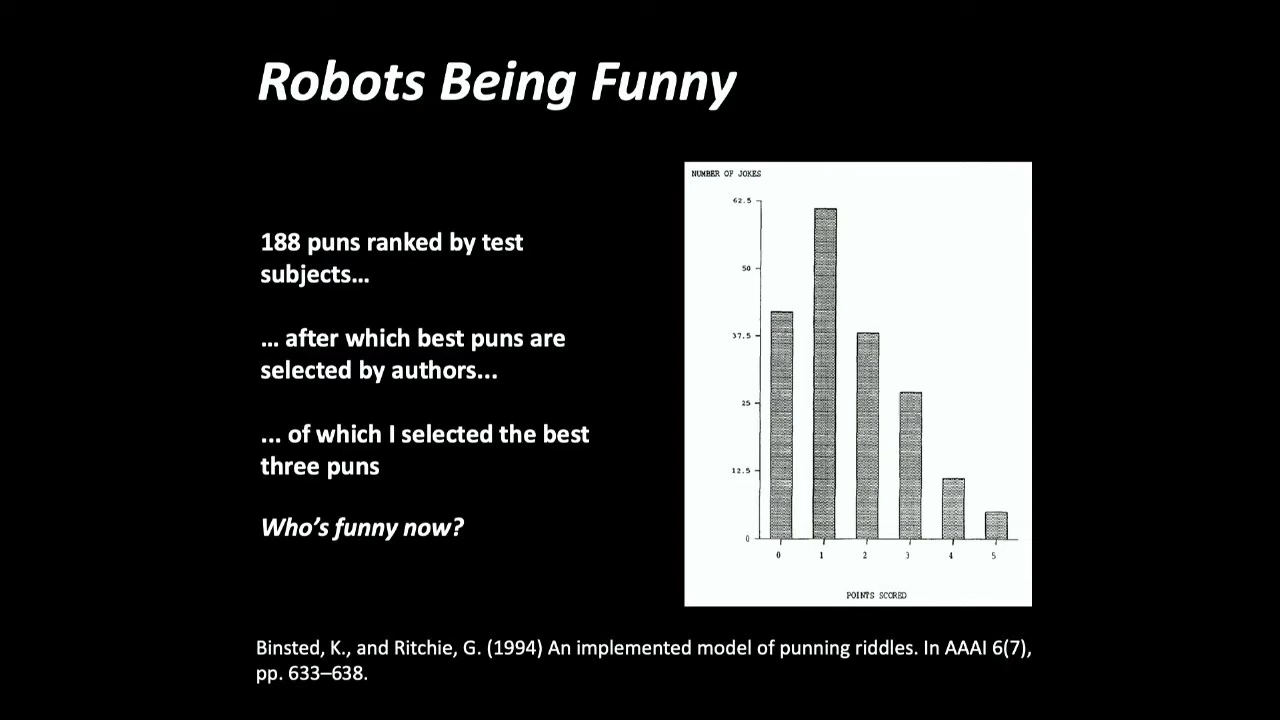 Robots Being Funny
188 puns ranked by test
subjects...
... after which best puns are
selected by authors...
... of which I selected the best
three puns
Who's funny now?
NUMBER OF JOKES
62.5
50
37.5
25
12.5
0
0 1 2 3 4 5
POINTS SCORED
Binsted, K., and Ritchie, G. (1994) An implemented model of punning riddles. In AAAI 6(7),
pp. 633–638.